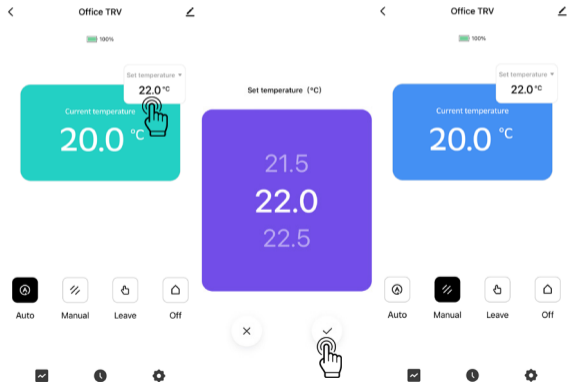 Office TRV
100%
Set temperature
22.0 °C
Current temperature
20.0 °C
Auto
Manual
Leave
Off
Set temperature (°C)
21.5
22.0
22.5
Office TRV
100%
Set temperature
22.0 °C
Current temperature
20.0 °C
Auto
Manual
Leave
Off